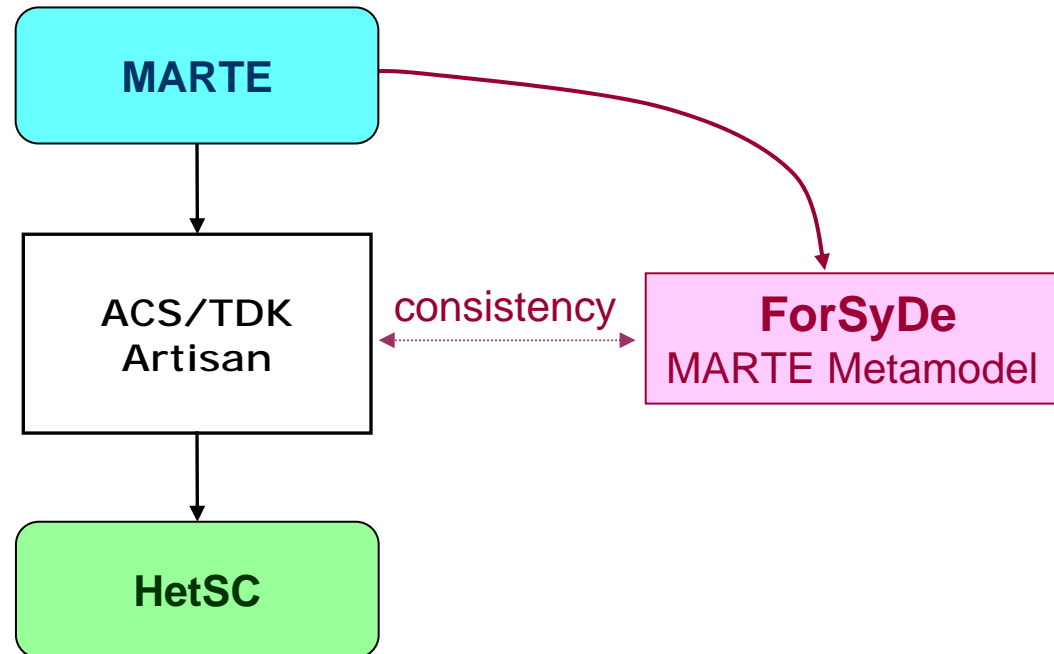 MARTE
ACS/TDK
Artisan
consistency
ForSyDe
MARTE Metamodel
HetSC